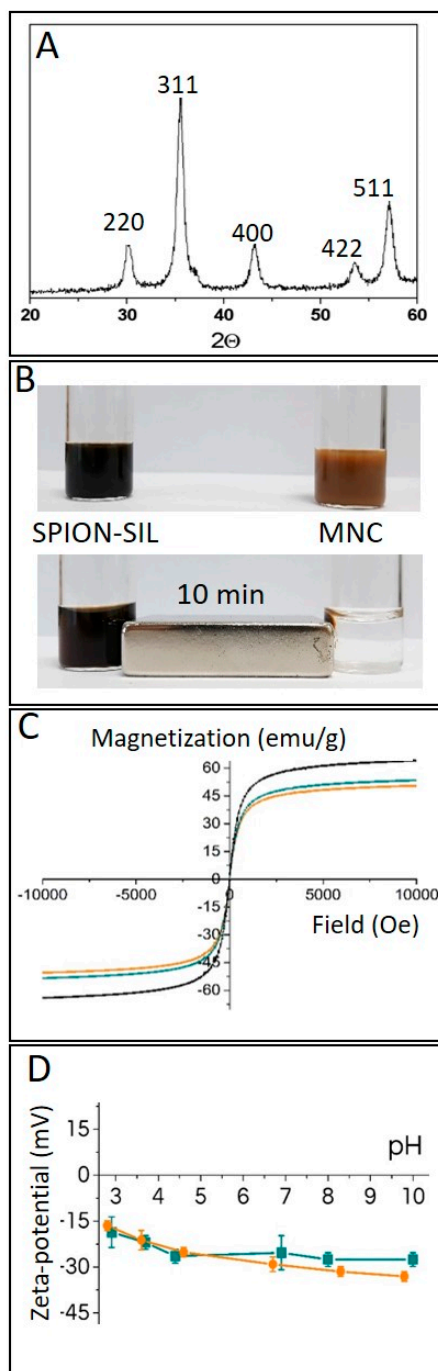 A
311
511
220
400
422
20 30 40 50 60
2Θ
B
SPION-SIL MNC
10 min
C
Magnetization (emu/g)
60
45
30
15
0
-10000 -5000 0 5000 10000
Field (Oe)
-30
-45
-60
D
Zeta-potential (mV)
15
pH
0
3 4 5 6 7 8 9 10
-15
-30
-45